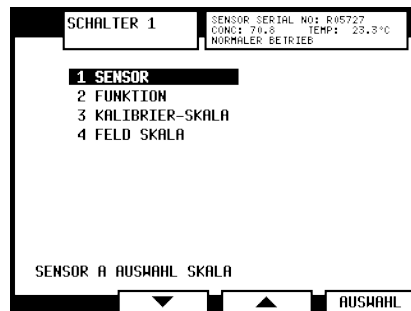 SCHALTER 1
SENSOR SERIAL NO: R05727
CONC: 70.8 TEMP: 23.3°C
NORMALER BETRIEB
1 SENSOR
2 FUNKTION
3 KALIBRIER-SKALA
4 FELD SKALA
SENSOR A AUSWAHL SKALA
AUSWAHL